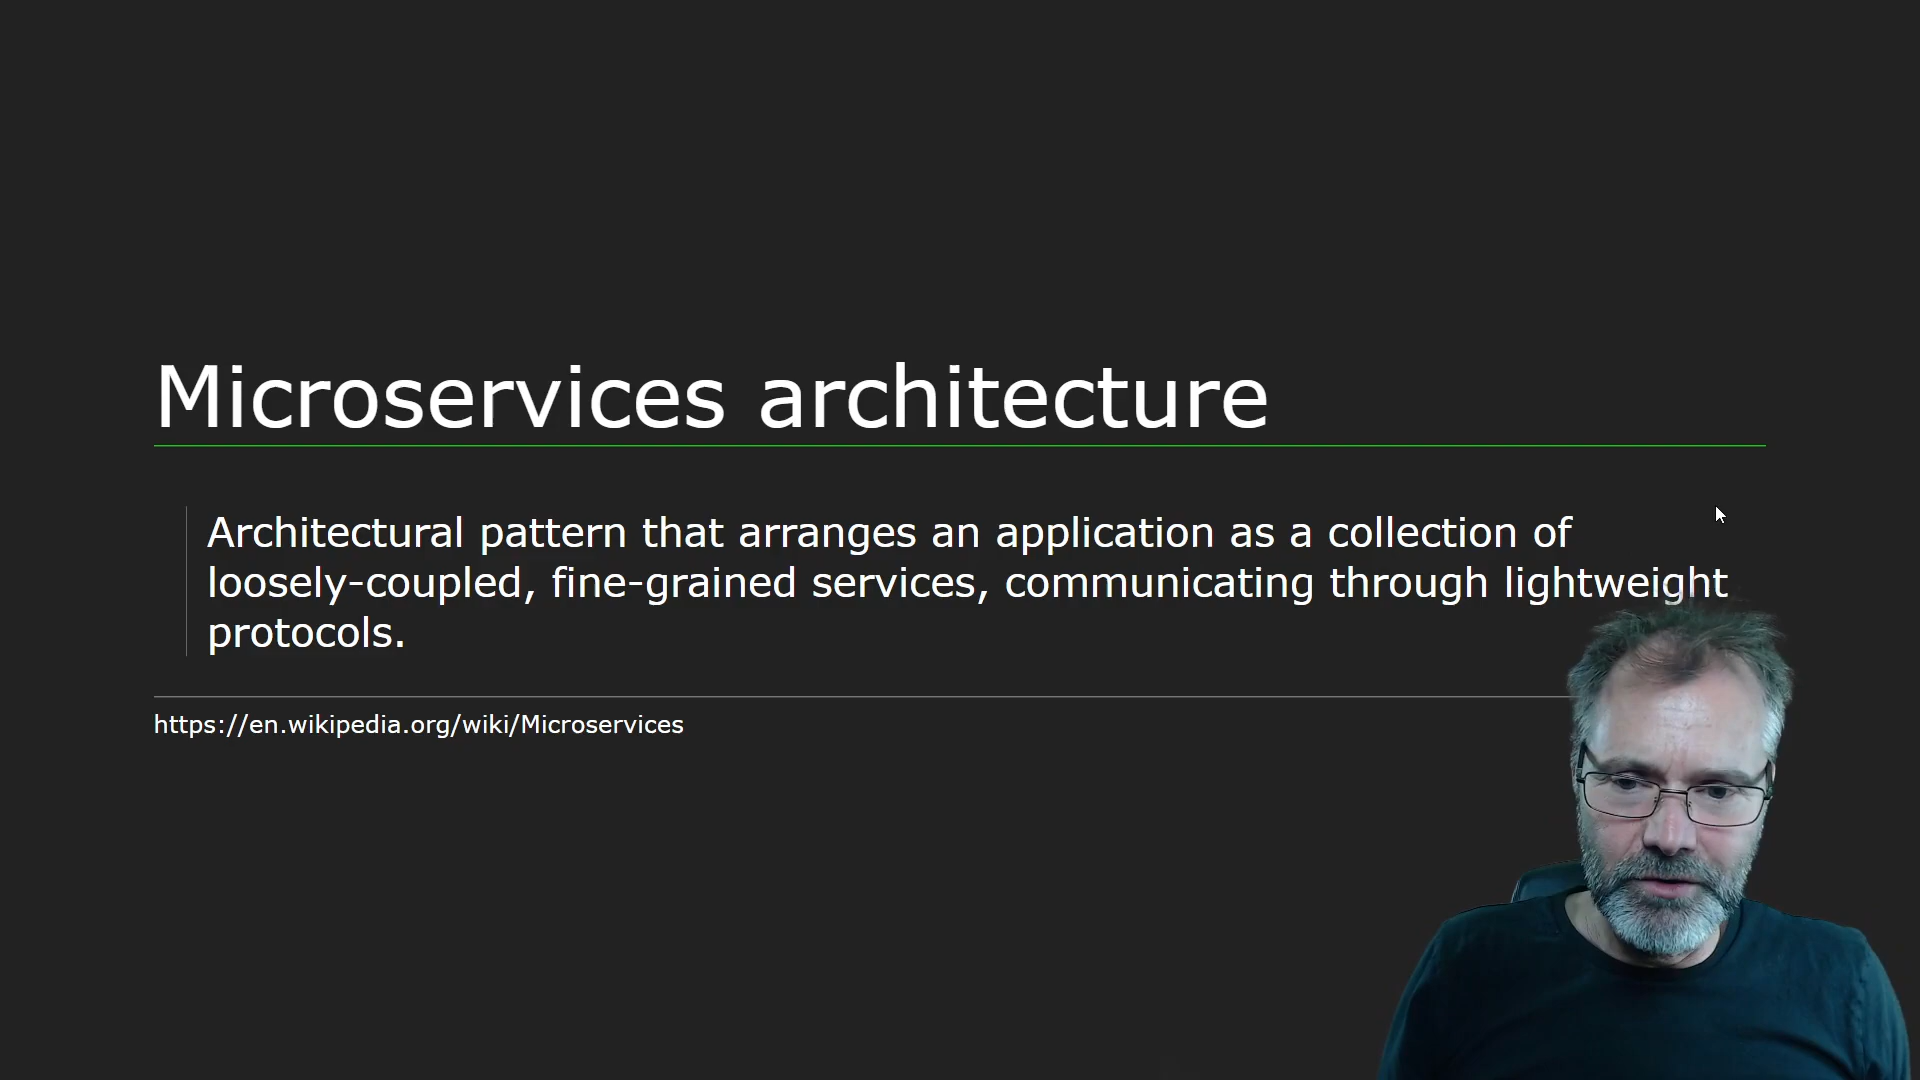 Microservices architecture
Architectural pattern that arranges an application as a collection of
loosely-coupled, fine-grained services, communicating through lightweight
protocols.
https://en.wikipedia.org/wiki/Microservices